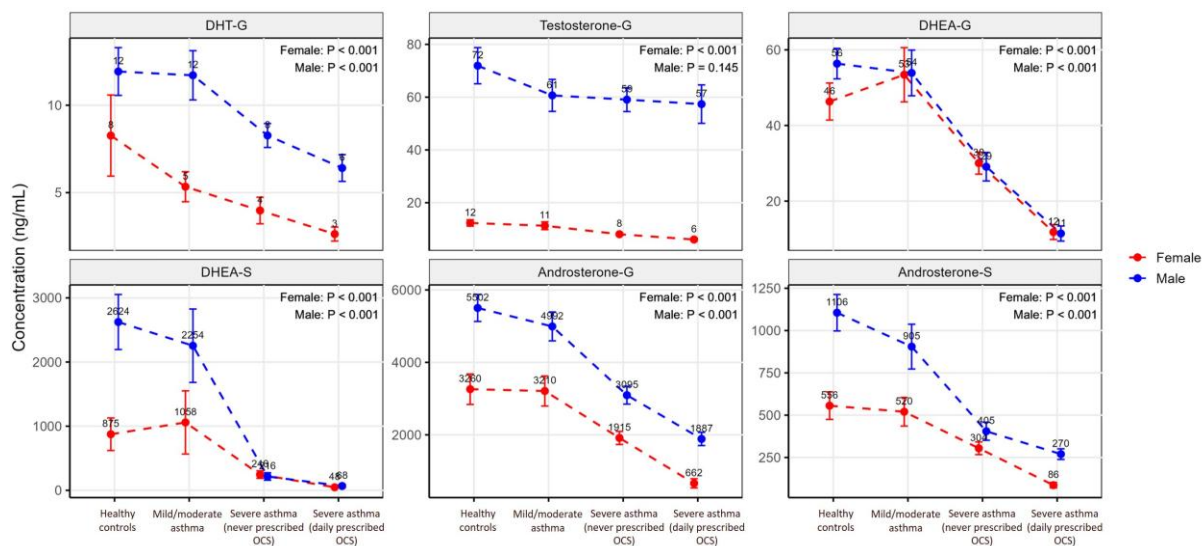 DHT-G
Testosterone-G
DHEA-G
Female: P < 0.001
Male: P < 0.001
Female: P < 0.001
Male: P = 0.145
Female: P < 0.001
Male: P < 0.001
10
5
12
12
6
8
5
4
3
80
60
40
20
72
61
59
57
12
11
8
6
60
40
20
56
54
46
53
12
11
Concentration (ng/mL)
Female
Male
DHEA-S
Androsterone-G
Androsterone-S
Female: P < 0.001
Male: P < 0.001
Female: P < 0.001
Male: P < 0.001
Female: P < 0.001
Male: P < 0.001
3000
2000
1000
0
2624
2254
875
1058
48
68
6000
4000
2000
5502
4992
3095
1887
3260
3210
1915
662
1250
1000
750
500
250
1106
905
405
270
556
520
304
86
Healthy controls
Mild/moderate asthma
Severe asthma (never prescribed OCS)
Severe asthma (daily prescribed OCS)
Healthy controls
Mild/moderate asthma
Severe asthma (never prescribed OCS)
Severe asthma (daily prescribed OCS)
Healthy controls
Mild/moderate asthma
Severe asthma (never prescribed OCS)
Severe asthma (daily prescribed OCS)